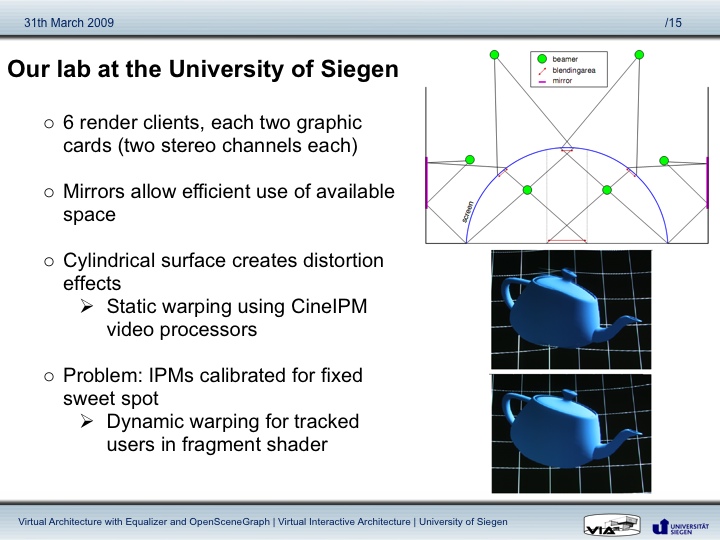 31th March 2009
/15
Our lab at the University of Siegen
○ 6 render clients, each two graphic
cards (two stereo channels each)
○ Mirrors allow efficient use of available
space
○ Cylindrical surface creates distortion
effects
➢ Static warping using CineIPM
video processors
○ Problem: IPMs calibrated for fixed
sweet spot
➢ Dynamic warping for tracked
users in fragment shader
beamer
blendingarea
mirror
screen
Virtual Architecture with Equalizer and OpenSceneGraph | Virtual Interactive Architecture | University of Siegen
VIA
UNIVERSITÄT
SIEGEN